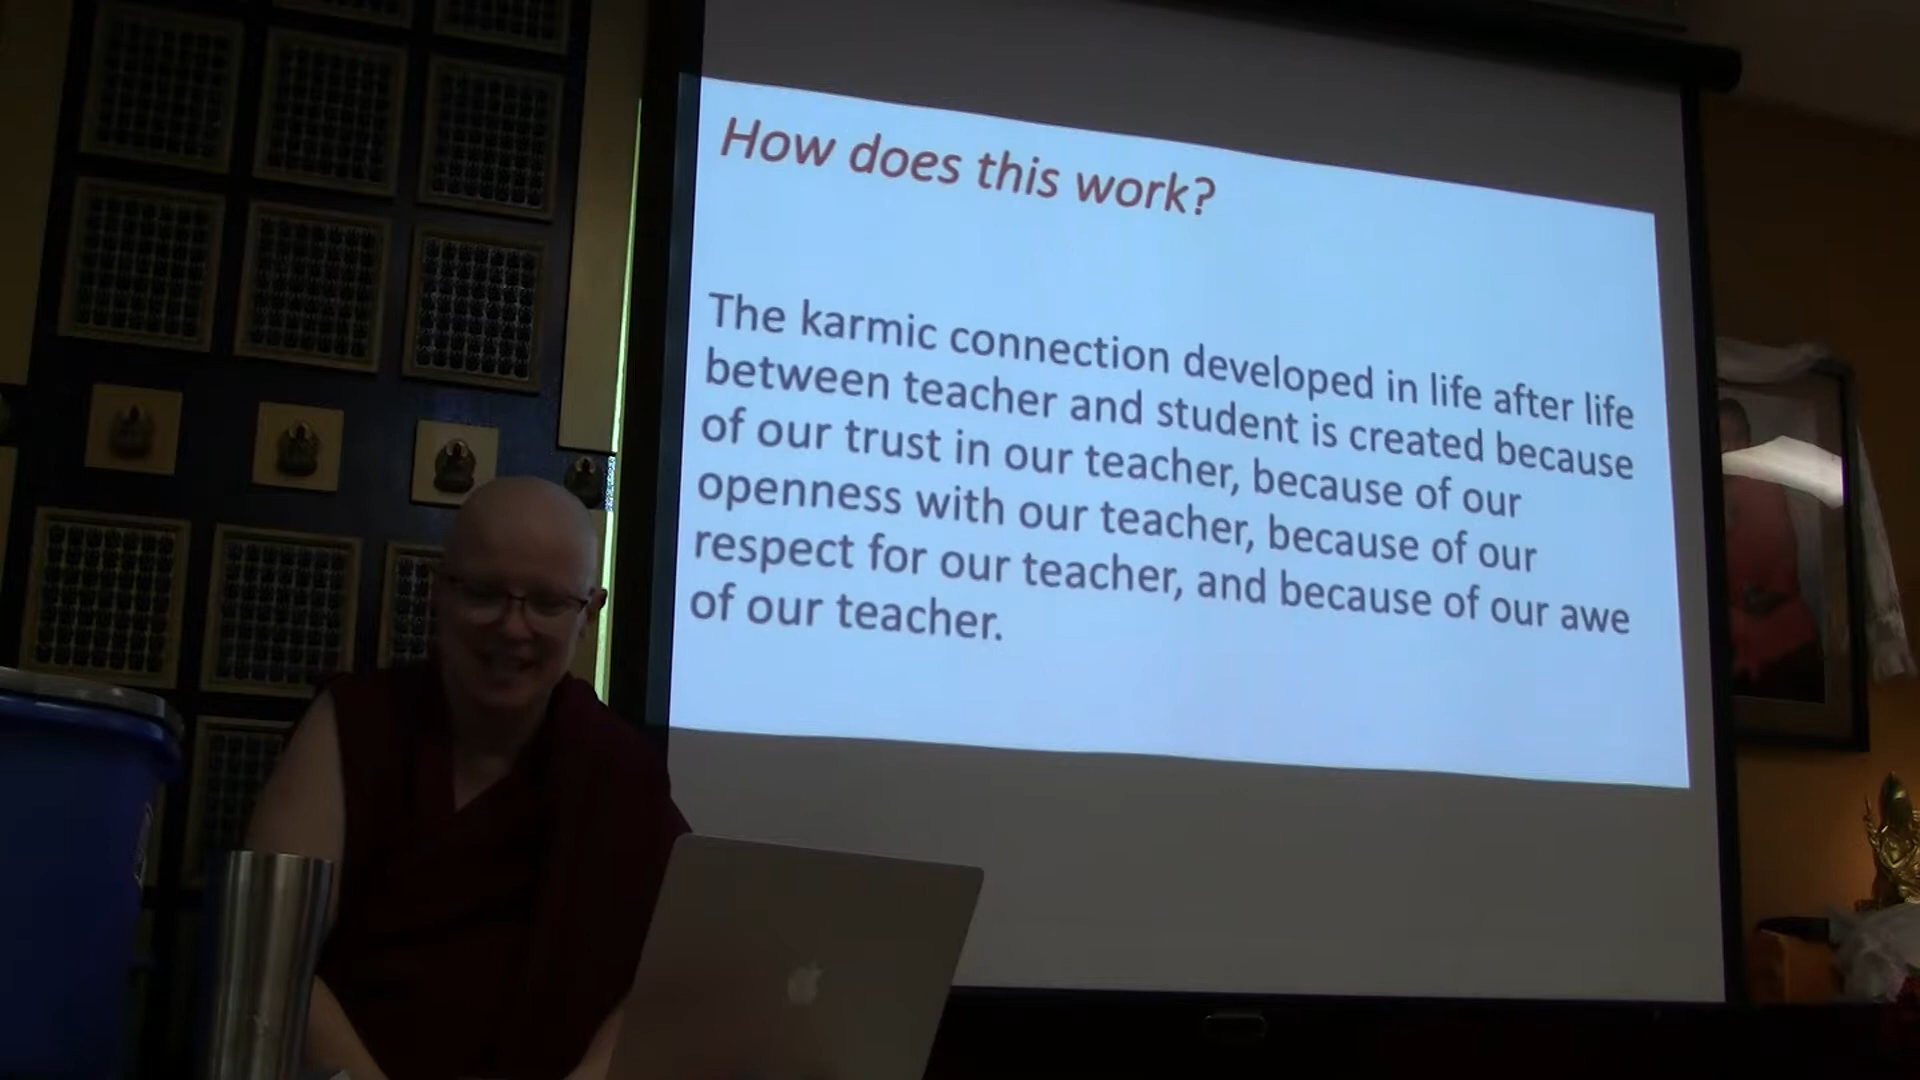 How does this work?
The karmic connection developed in life after life
between teacher and student is created because
of our trust in our teacher, because of our
openness with our teacher, because of our
respect for our teacher, and because of our awe
of our teacher.